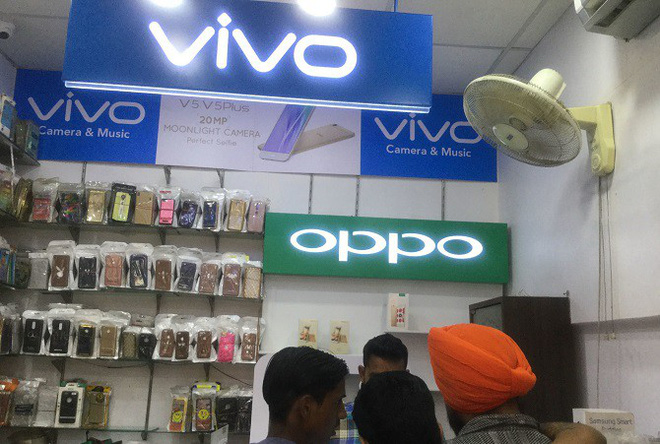 vivo
vivo
Camera & Music
V5 V5Plus
20MP
MOONLIGHT CAMERA
Perfect Selfie
vivo
Camera & Music
oppo
Samsung Smart